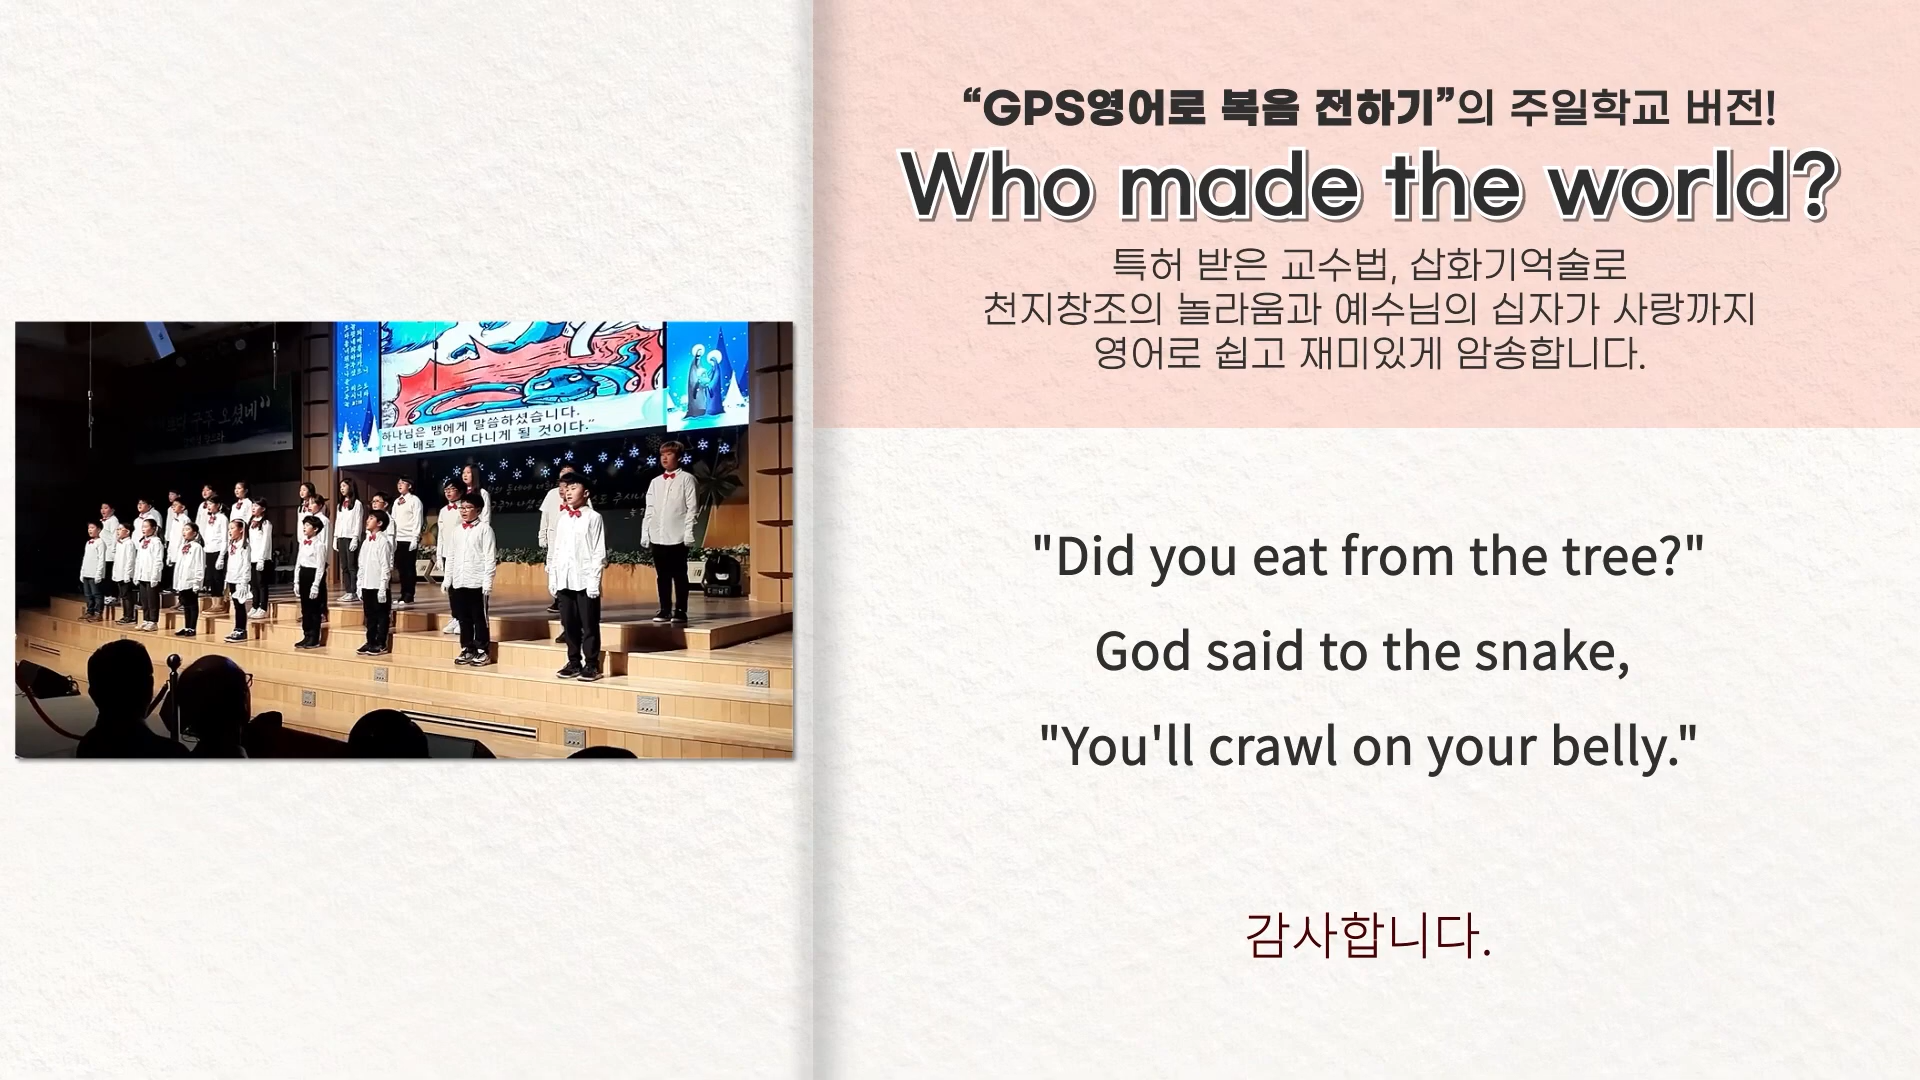 “GPS영어로 복음 전하기”의 주일학교 버전!
Who made the world?
특허 받은 교수법, 삽화기억술로
천지창조의 놀라움과 예수님의 십자가 사랑까지
영어로 쉽고 재미있게 암송합니다.
하나님은 뱀에게 말씀하셨습니다.
"너는 배로 기어 다니게 될 것이다."
구주 오셨네
"Did you eat from the tree?"
God said to the snake,
"You'll crawl on your belly."
감사합니다.